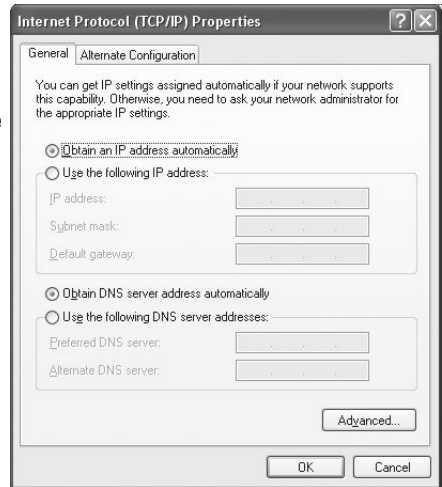 Internet Protocol (TCP/IP) Properties
General
Alternate Configuration
You can get IP settings assigned automatically if your network supports
this capability. Otherwise, you need to ask your network administrator for
the appropriate IP settings.
Obtain an IP address automatically
Use the following IP address:
IP address:
Subnet mask:
Default gateway:
Obtain DNS server address automatically
Use the following DNS server addresses:
Preferred DNS server:
Alternate DNS server:
Advanced...
OK
Cancel